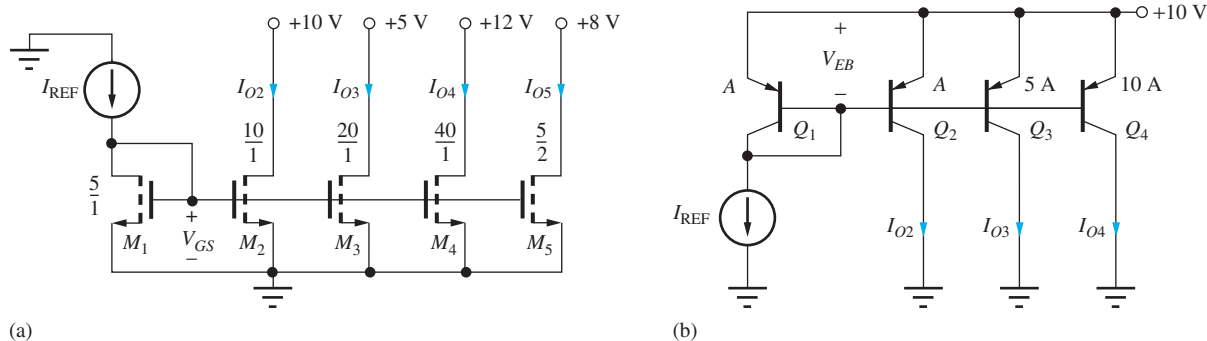 +10 V +5 V +12 V +8 V
I_REF
I_O2 I_O3 I_O4 I_O5
10/1 20/1 40/1 5/2
5/1
+
V_GS
−
M_1 M_2 M_3 M_4 M_5
(a)
+10 V
+
V_EB
−
A A 5 A 10 A
Q_1 Q_2 Q_3 Q_4
I_REF
I_O2 I_O3 I_O4
(b)